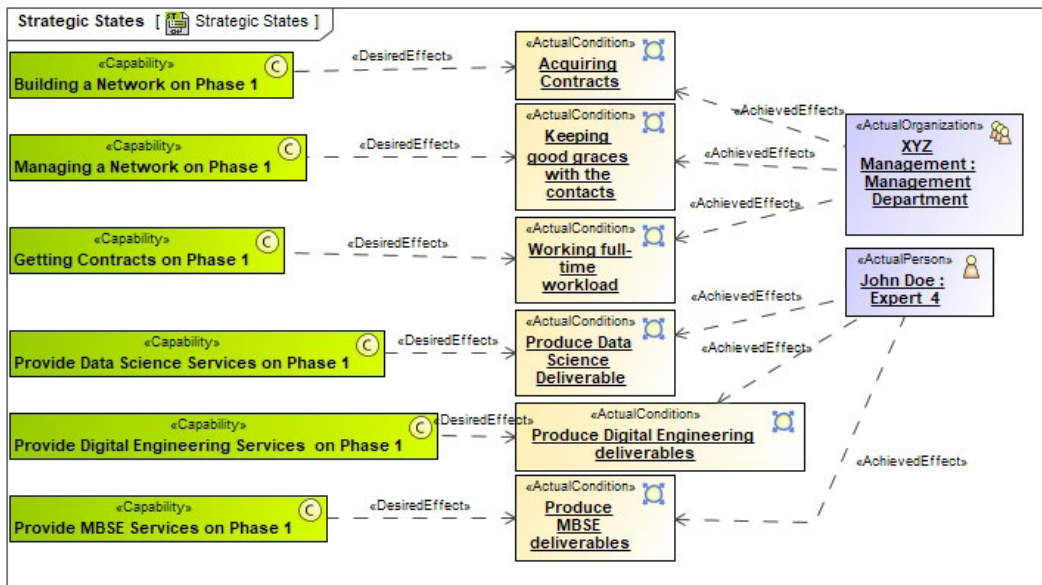 Strategic States [ Strategic States ]
«Capability»
Building a Network on Phase 1
C
«DesiredEffect»
«ActualCondition»
Acquiring
Contracts
«AchievedEffect»
«Capability»
Managing a Network on Phase 1
C
«DesiredEffect»
«ActualCondition»
Keeping
good graces
with the
contacts
«AchievedEffect»
«ActualOrganization»
XYZ
Management :
Management
Department
«Capability»
Getting Contracts on Phase 1
C
«DesiredEffect»
«ActualCondition»
Working full-
time
workload
«AchievedEffect»
«ActualPerson»
John Doe :
Expert_4
«Capability»
Provide Data Science Services on Phase 1
C
«DesiredEffect»
«ActualCondition»
Produce Data
Science
Deliverable
«AchievedEffect»
«Capability»
Provide Digital Engineering Services on Phase 1
C
«DesiredEffect»
«ActualCondition»
Produce Digital Engineering
deliverables
«AchievedEffect»
«Capability»
Provide MBSE Services on Phase 1
C
«DesiredEffect»
«ActualCondition»
Produce
MBSE
deliverables
«AchievedEffect»